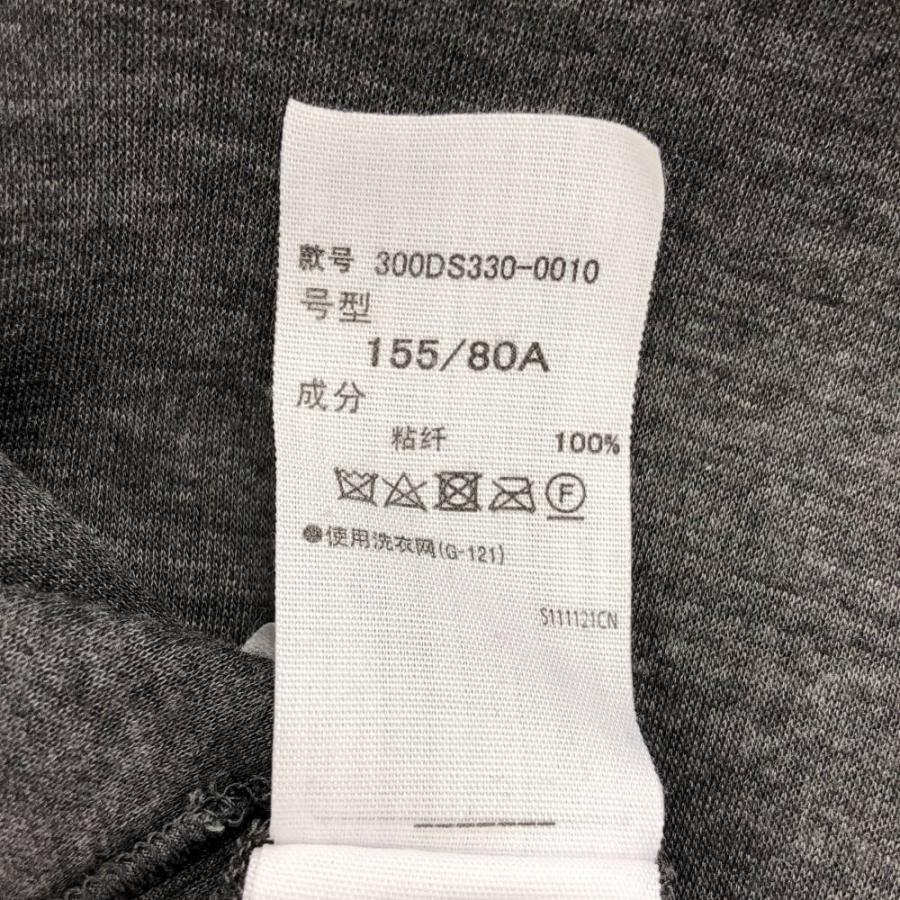 款号 300DS330-0010
号型
155/80A
成分
粘纤 100%
F
●使用洗衣网(G-121)
S111121CN